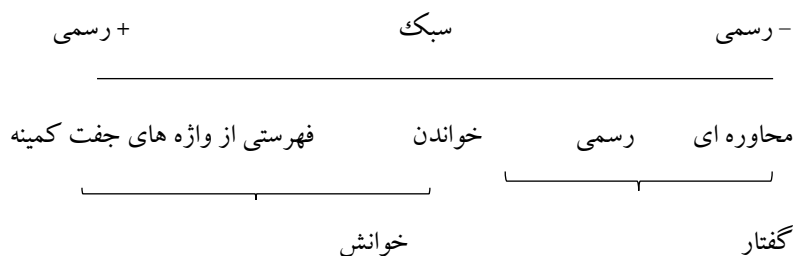 – رسمی سبک + رسمی
محاوره ای رسمی خواندن فهرستی از واژه های جفت کمینه
گفتار خوانش